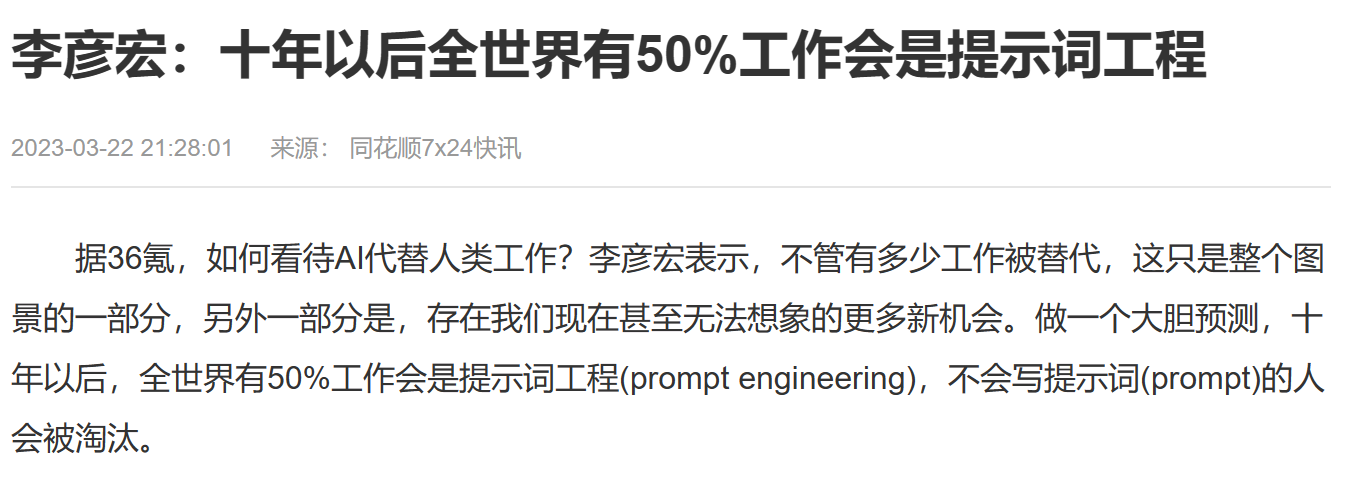 李彦宏：十年以后全世界有50%工作会是提示词工程
2023-03-22 21:28:01 来源： 同花顺7x24快讯
据36氪，如何看待AI代替人类工作？李彦宏表示，不管有多少工作被替代，这只是整个图
景的一部分，另外一部分是，存在我们现在甚至无法想象的更多新机会。做一个大胆预测，十
年以后，全世界有50%工作会是提示词工程(prompt engineering)，不会写提示词(prompt)的人
会被淘汰。